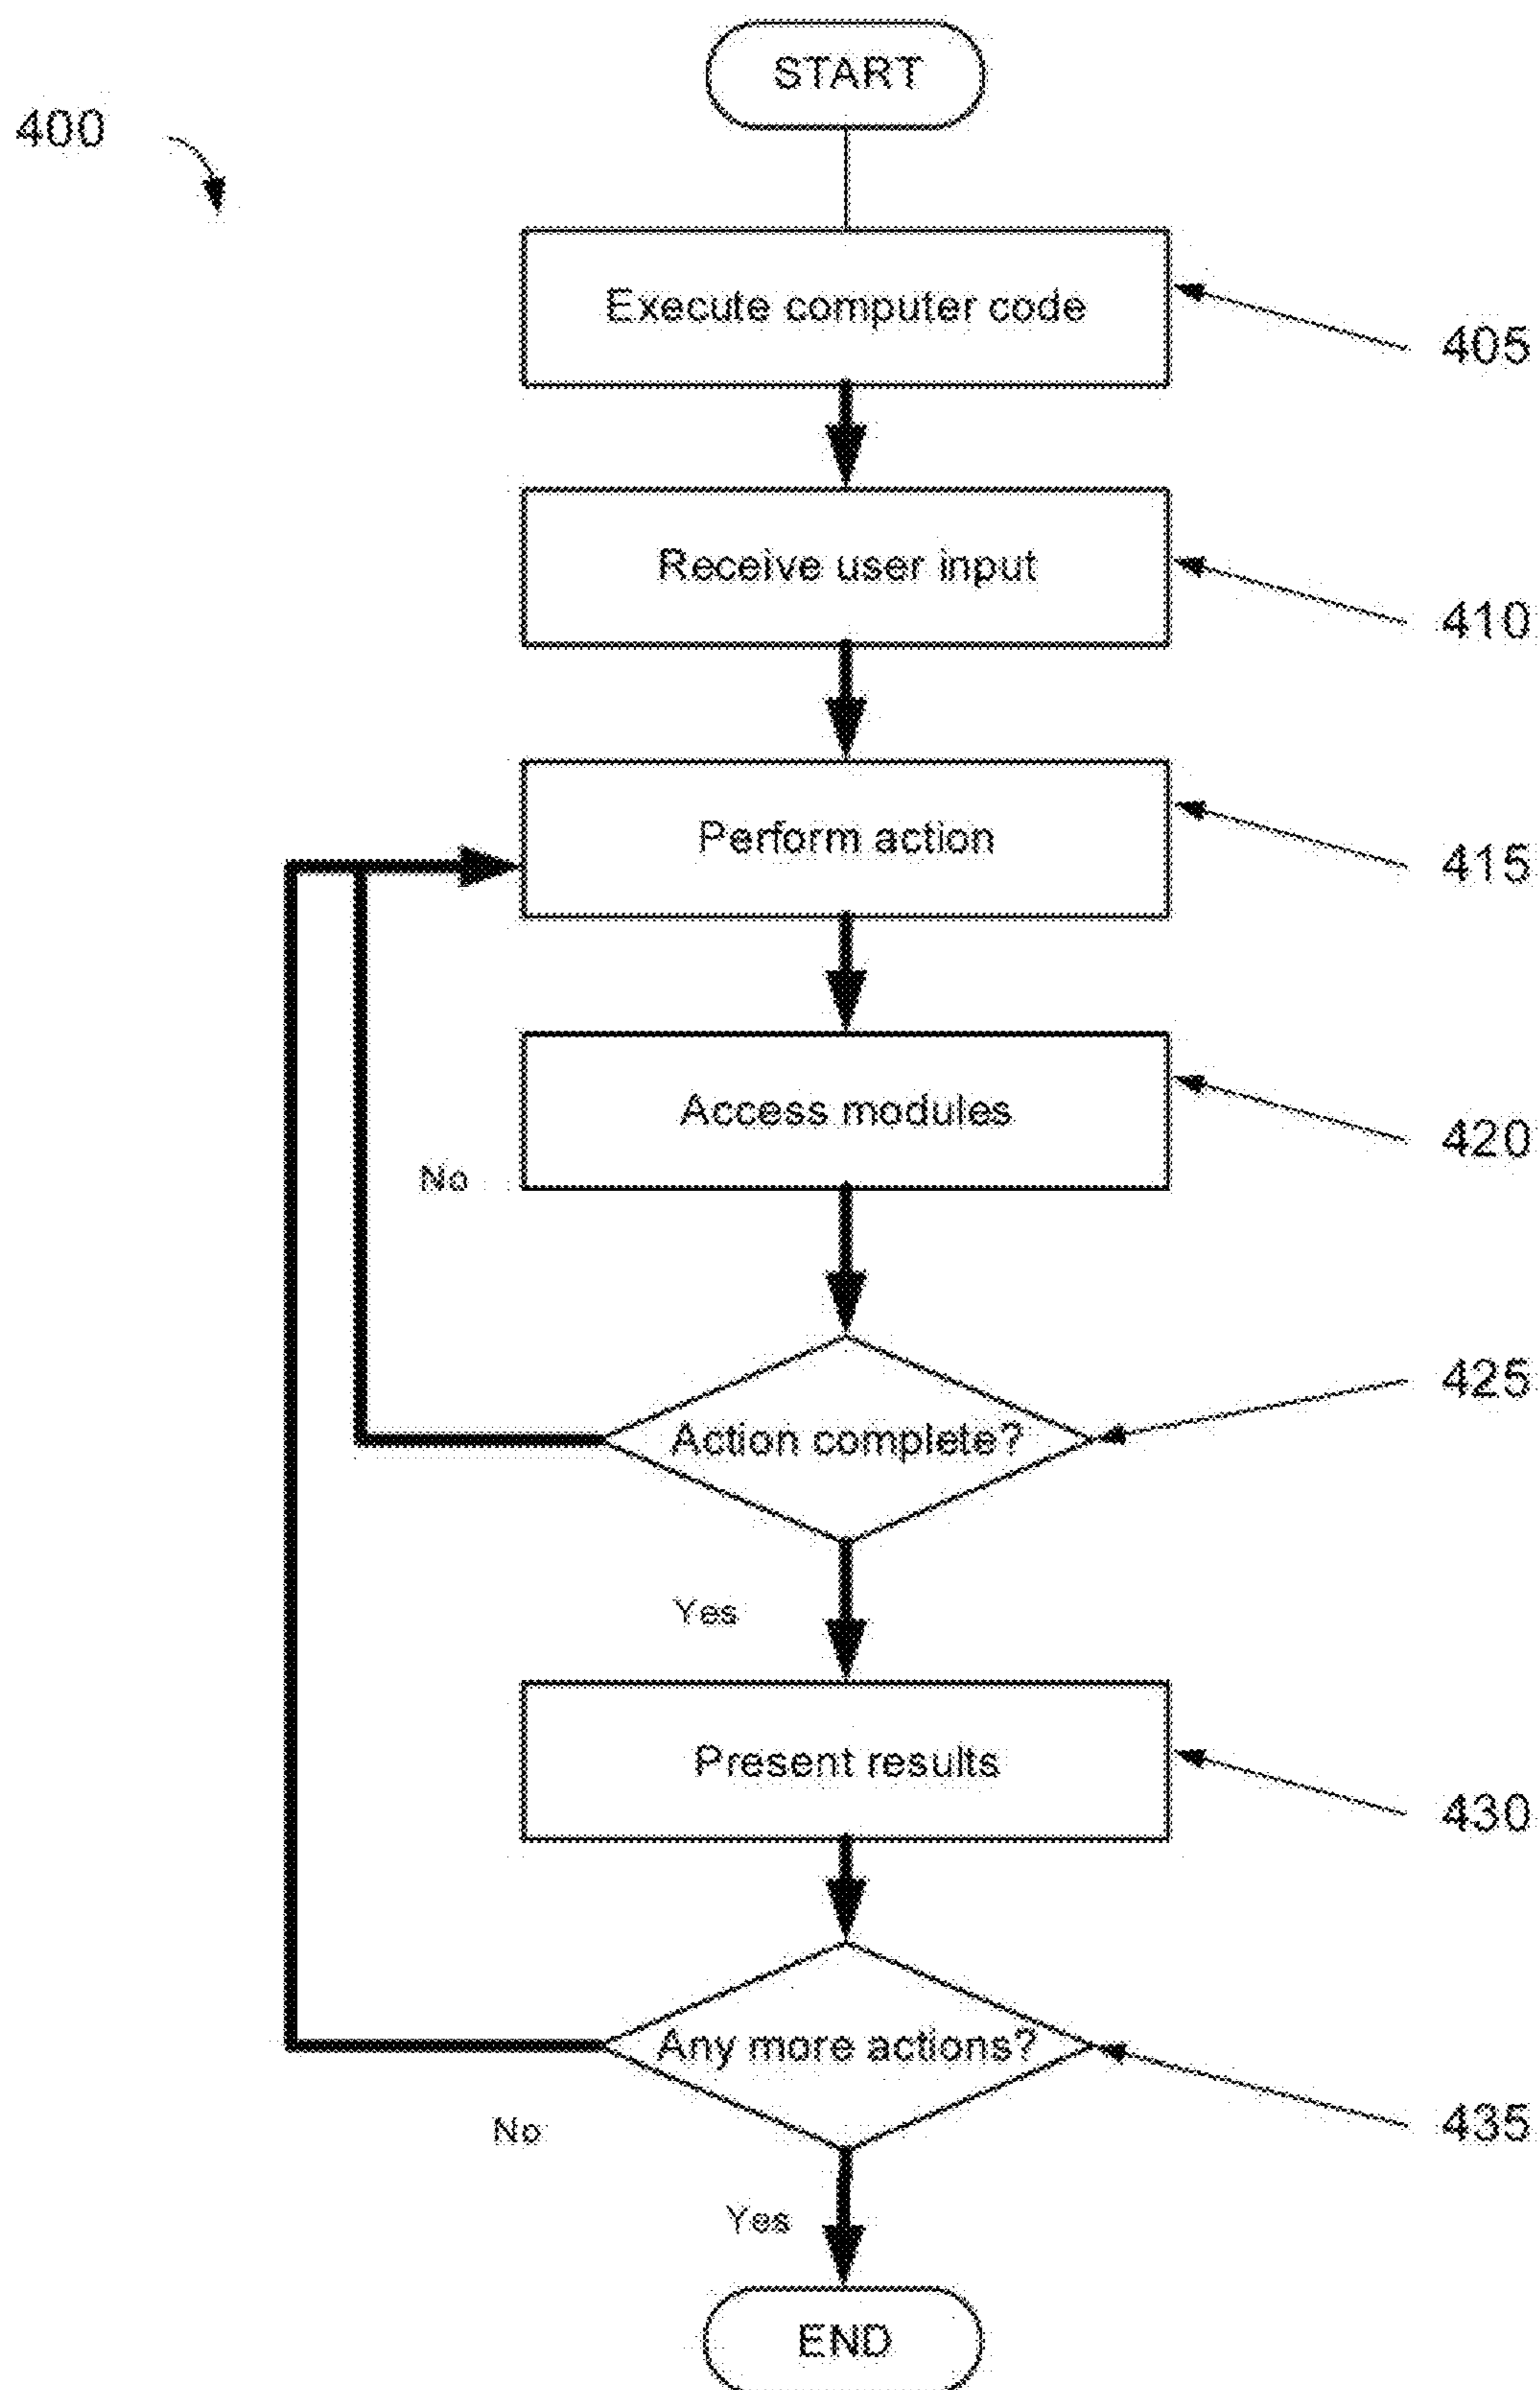 START
400
Execute computer code
405
Receive user input
410
Perform action
415
Access modules
420
No
Action complete?
425
Yes
Present results
430
Any more actions?
435
No
Yes
END